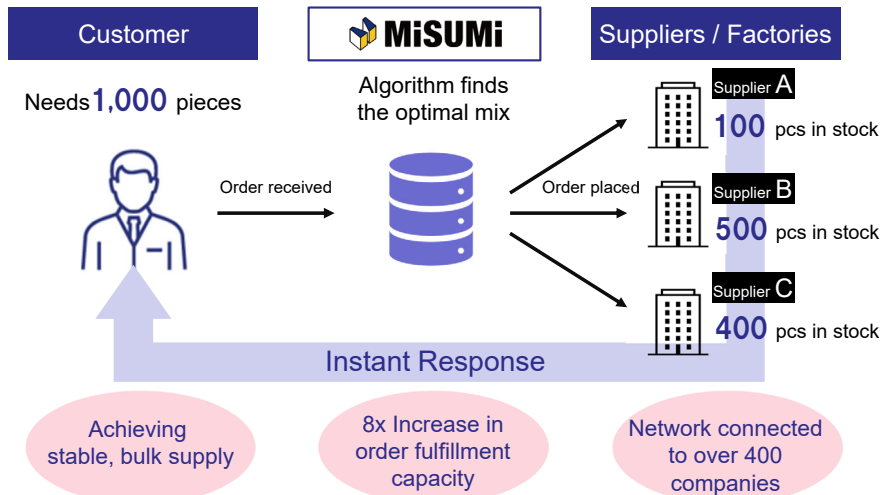 Customer
MiSUMi
Suppliers / Factories
Needs 1,000 pieces
Algorithm finds
the optimal mix
Order received
Order placed
Supplier A
100 pcs in stock
Supplier B
500 pcs in stock
Supplier C
400 pcs in stock
Instant Response
Achieving
stable, bulk supply
8x Increase in
order fulfillment
capacity
Network connected
to over 400
companies